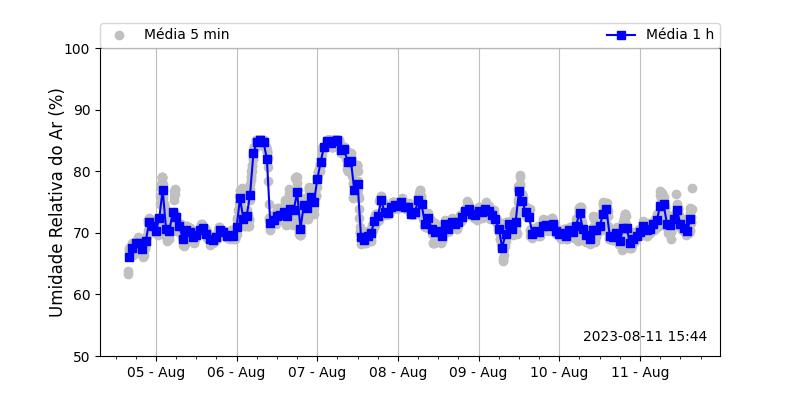 Média 5 min
Média 1 h
Umidade Relativa do Ar (%)
100
90
80
70
60
50
2023-08-11 15:44
05 - Aug
06 - Aug
07 - Aug
08 - Aug
09 - Aug
10 - Aug
11 - Aug